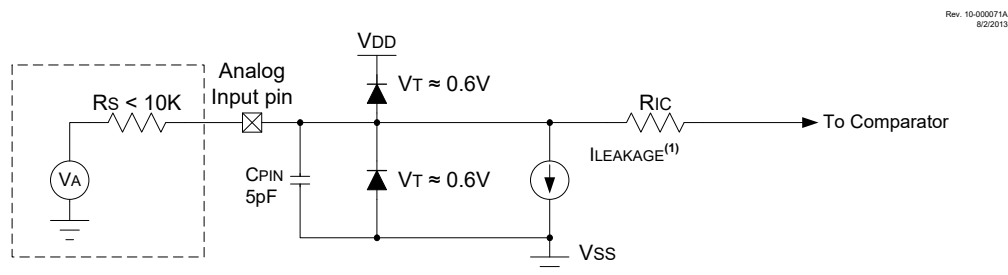 Rev. 10-000071A
8/2/2013
VDD
Analog
Input pin
VT ≈ 0.6V
RS < 10K
RIC
To Comparator
ILEAKAGE(1)
CPIN
5pF
VT ≈ 0.6V
VA
VSS